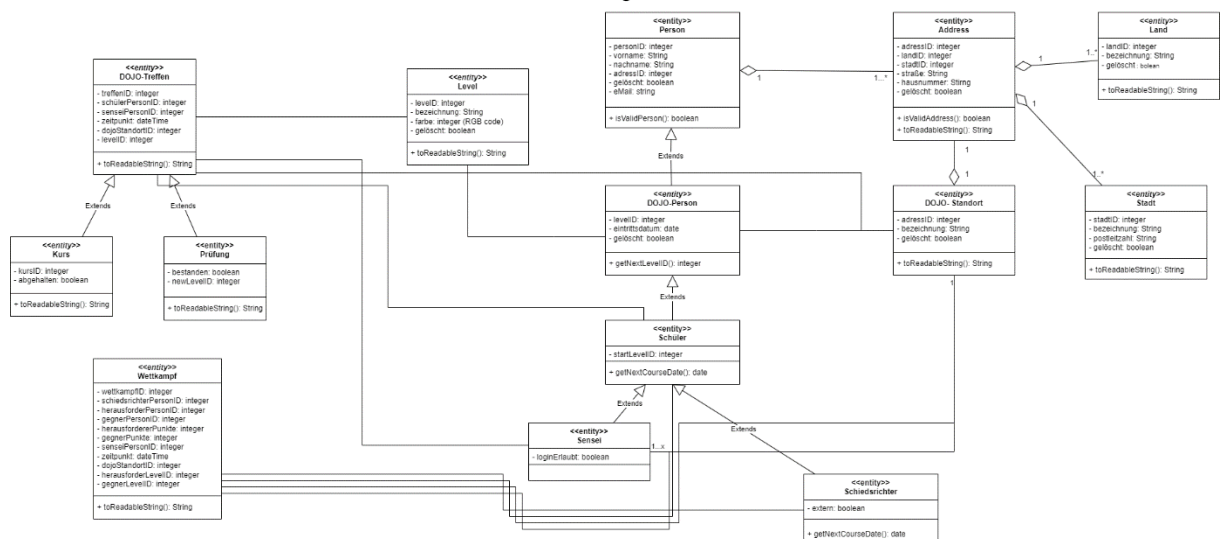 <<entity>>
DOJO-Treffen
- treffenID: integer
- schülerPersonID: integer
- senseiPersonID: integer
- zeitpunkt: dateTime
- dojoStandortID: integer
- levelID: integer
+ toReadableString(): String
<<entity>>
Level
- levelID: integer
- bezeichnung: String
- farbe: integer (RGB code)
- gelöscht: boolean
+ toReadableString(): String
<<entity>>
Person
- personID: integer
- vorname: String
- nachname: String
- adressID: integer
- gelöscht: boolean
- eMail: string
+ isValidPerson(): boolean
1
1..*
<<entity>>
Address
- adressID: integer
- landID: integer
- stadtID: integer
- straße: String
- hausnummer: String
- gelöscht: boolean
+ isValidAddress(): boolean
+ toReadableString(): String
1
1..*
<<entity>>
Land
- landID: integer
- bezeichnung: String
- gelöscht : bolean
+ toReadableString(): String
1
1..*
1
1
Extends
Extends
Extends
<<entity>>
Kurs
- kursID: integer
- abgehalten: boolean
+ toReadableString(): String
<<entity>>
Prüfung
- bestanden: boolean
- newLevelID: integer
+ toReadableString(): String
<<entity>>
DOJO-Person
- levelID: integer
- eintrittsdatum: date
- gelöscht: boolean
+ getNextLevelID(): integer
<<entity>>
DOJO- Standort
- adressID: integer
- bezeichnung: String
- gelöscht: boolean
+ toReadableString(): String
1
<<entity>>
Stadt
- stadtID: integer
- bezeichnung: String
- postleitzahl: String
- gelöscht: boolean
+ toReadableString(): String
Extends
<<entity>>
Schüler
- startLevelID: integer
+ getNextCourseDate(): date
Extends
Extends
<<entity>>
Wettkampf
- wettkampfID: integer
- schiedsrichterPersonID: integer
- herausforderPersonID: integer
- gegnerPersonID: integer
- herausfordererPunkte: integer
- gegnerPunkte: integer
- senseiPersonID: integer
- zeitpunkt: dateTime
- dojoStandortID: integer
- herausforderLevelID: integer
- gegnerLevelID: integer
+ toReadableString(): String
<<entity>>
Sensei
- loginErlaubt: boolean
1...x
<<entity>>
Schiedsrichter
- extern: boolean
+ getNextCourseDate(): date